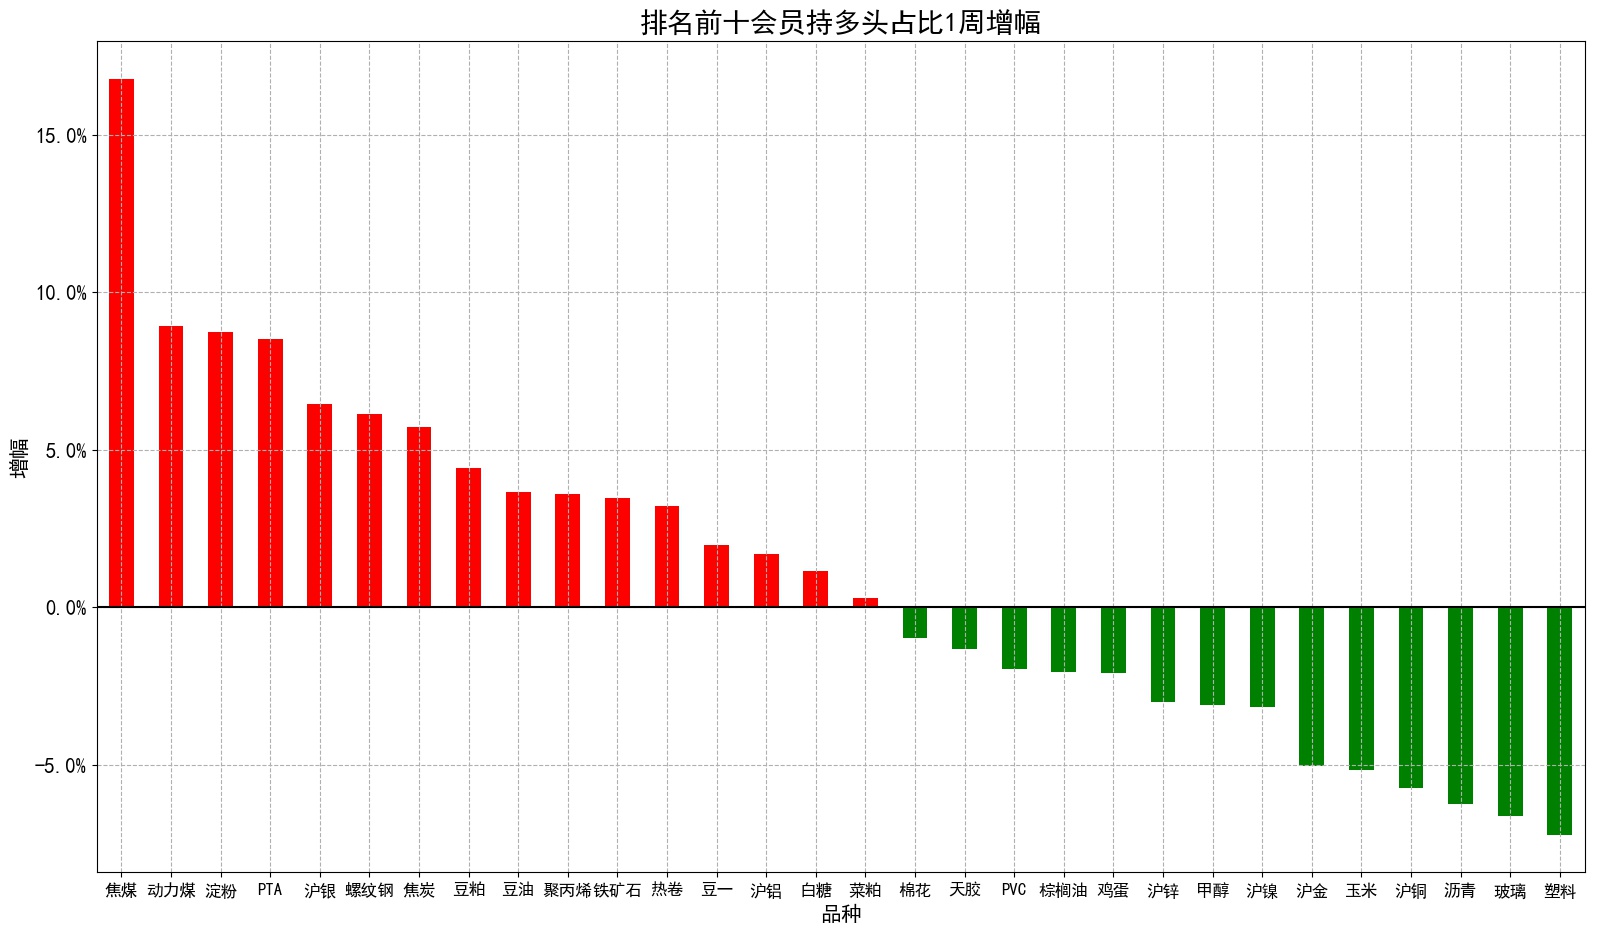 排名前十会员持多头占比1周增幅
15.0%
10.0%
5.0%
0.0%
-5.0%
增幅
焦煤 动力煤 淀粉 PTA 沪银 螺纹钢 焦炭 豆粕 豆油 聚丙烯 铁矿石 热卷 豆一 沪铝 白糖 菜粕 棉花 天胶 PVC 棕榈油 鸡蛋 沪锌 甲醇 沪镍 沪金 玉米 沪铜 沥青 玻璃 塑料
品种